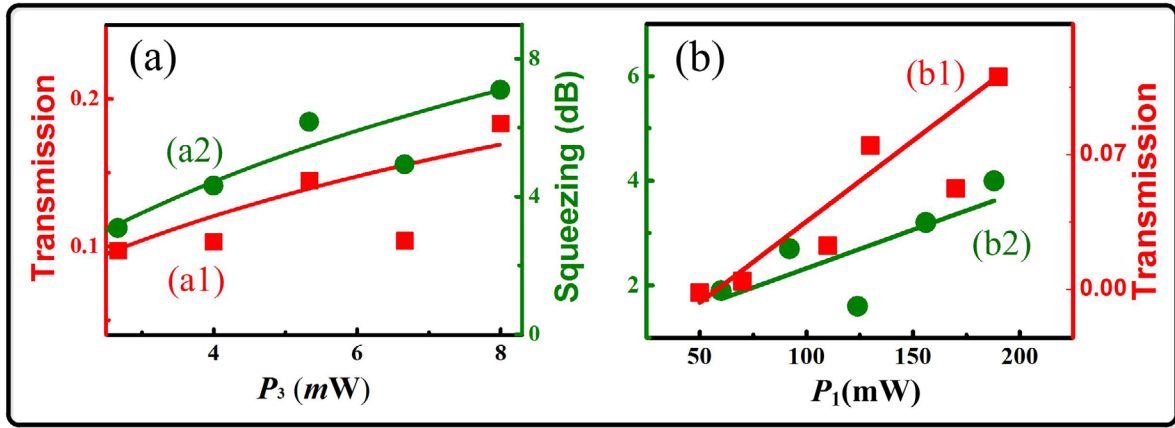 (a)
Transmission
0.2
0.1
(a2)
(a1)
8
4
0
Squeezing (dB)
4
6
8
P₃ (mW)
(b)
6
4
2
(b1)
(b2)
0.07
0.00
Transmission
50
100
150
200
P₁(mW)